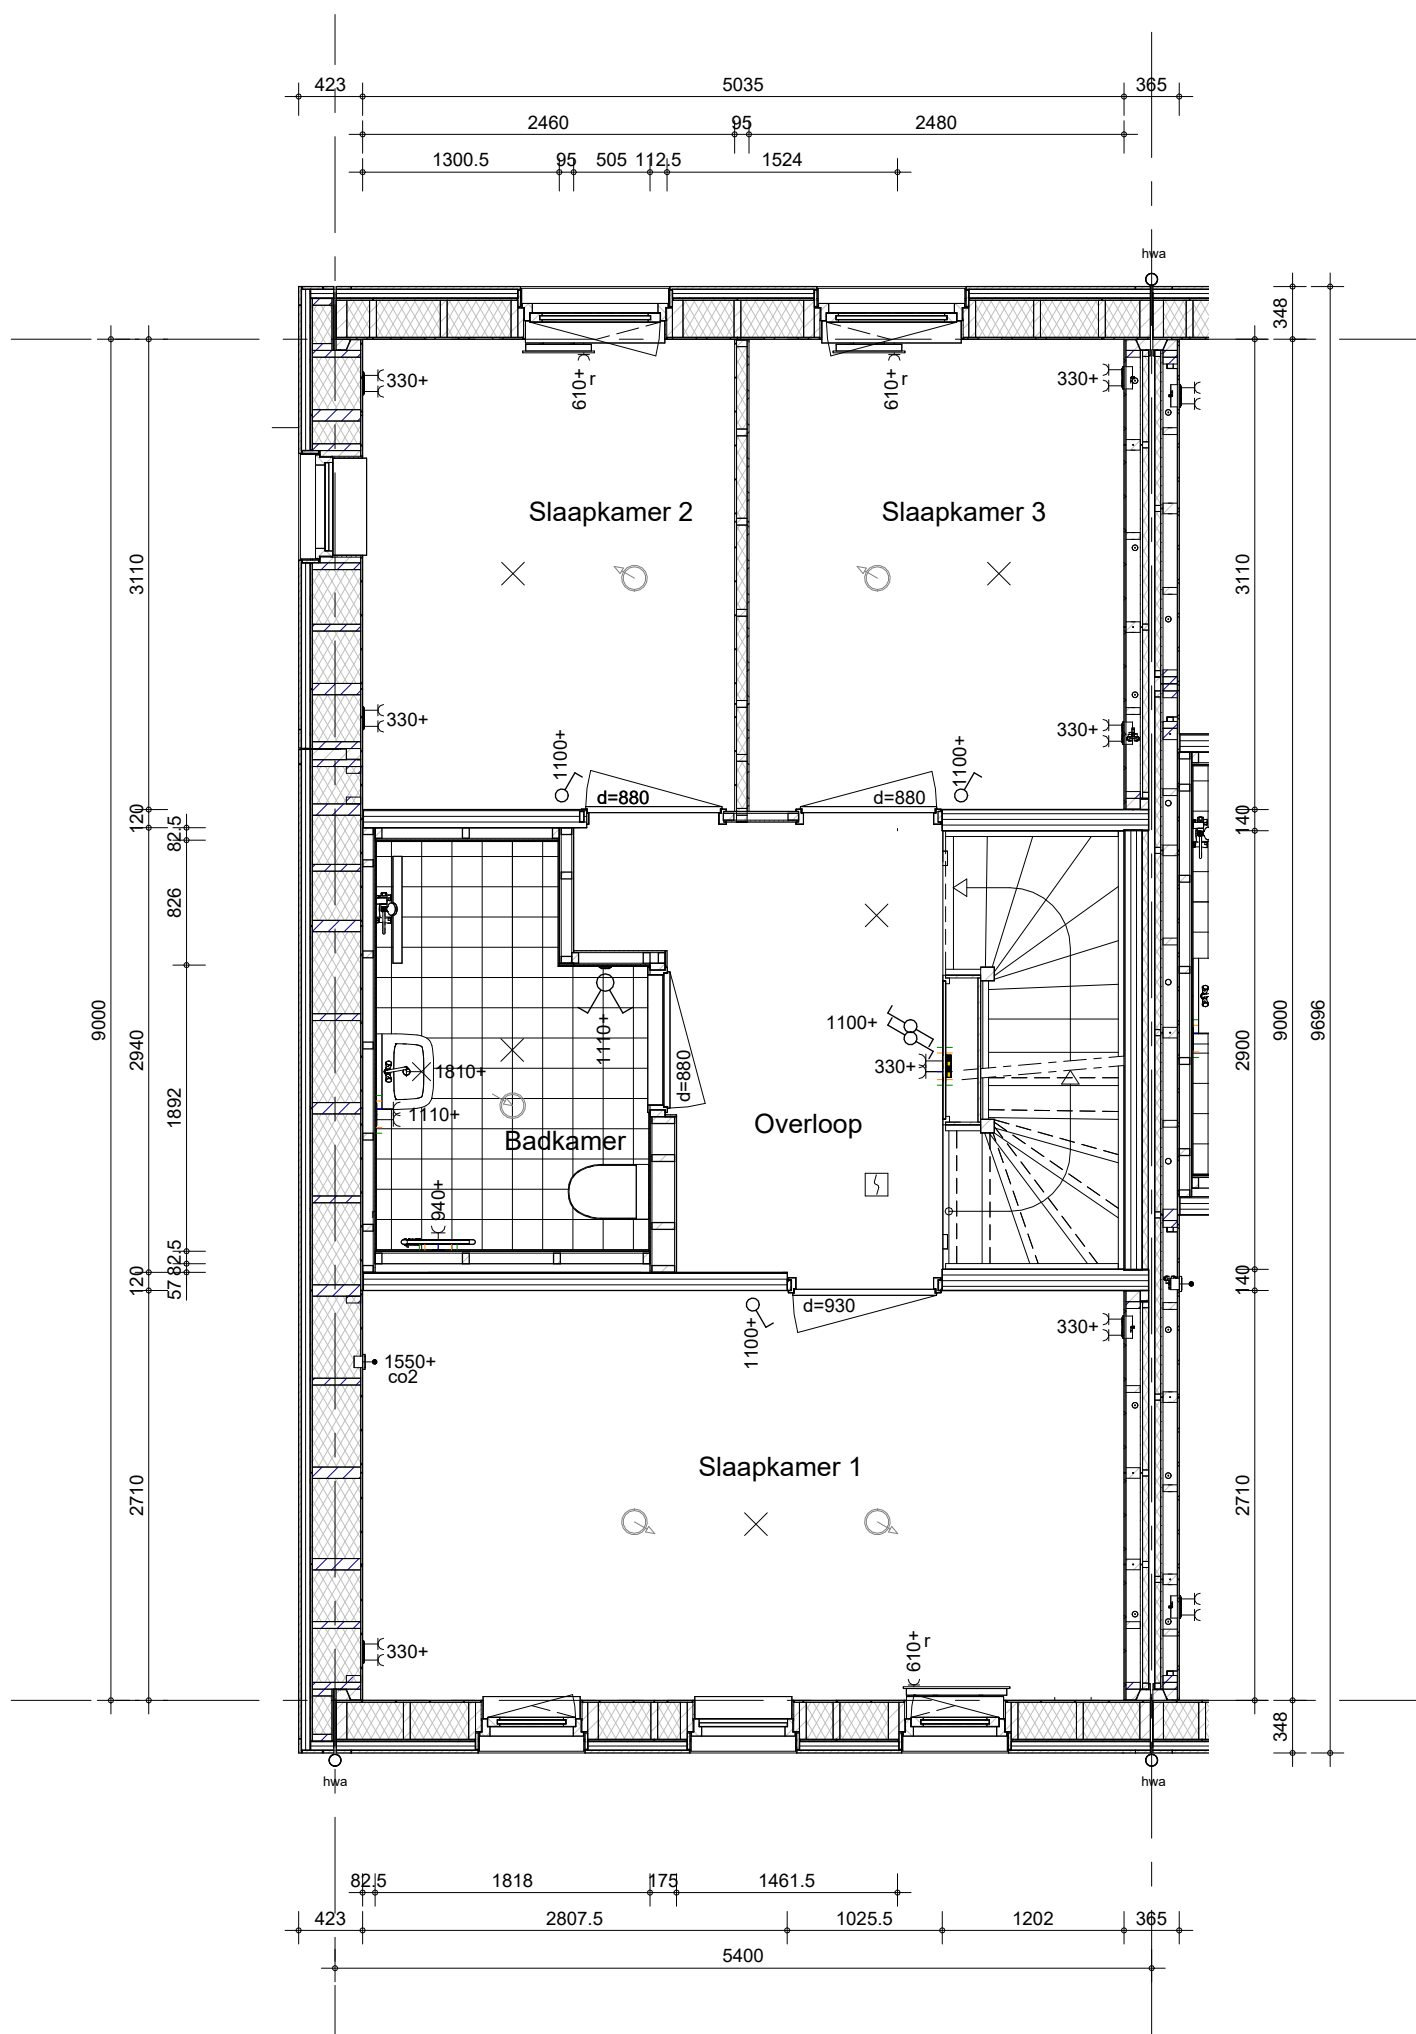 423 5035 365
2460 95 2480
1300.5 95 505 112.5 1524
hwa
348
330+ 610+ r 610+ r 330+
Slaapkamer 2 Slaapkamer 3
3110 3110
330+ 330+
1100+ 1100+
d=880 d=880
120 140
82.5
826
1100+
1110+
330+
d=880
1810+
1110+
9000 2940 2900 9000 9696
1892
Overloop
Badkamer
940+
82.5
57
120 140
d=930
1100+ 330+
1550+
co2
Slaapkamer 1
2710 2710
330+ 610+ r
348
hwa hwa
82.5 1818 175 1461.5
423 2807.5 1025.5 1202 365
5400